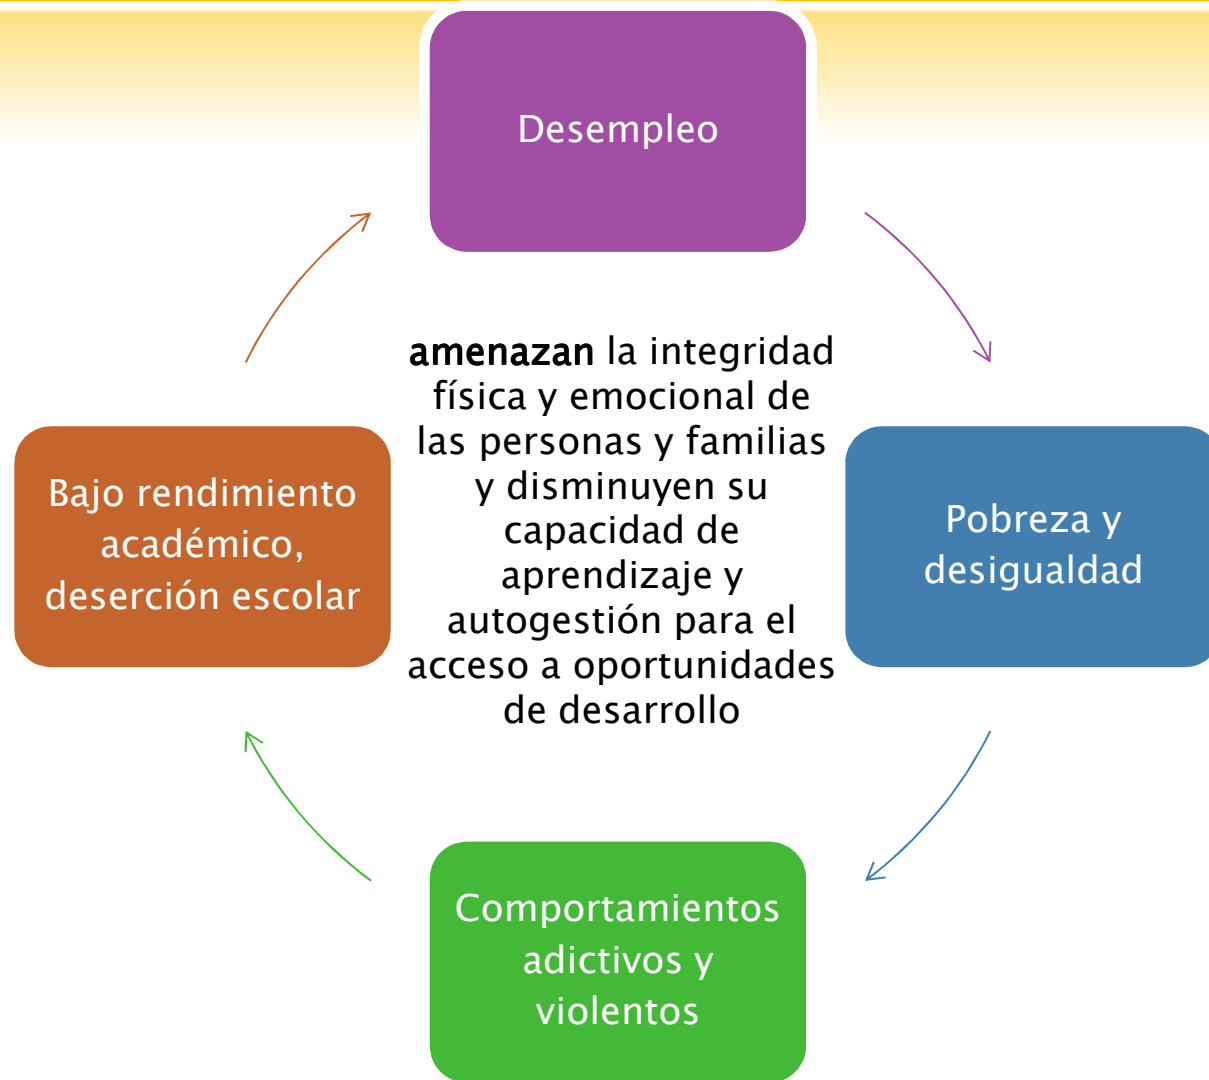 Desempleo
amenazan la integridad
física y emocional de
las personas y familias
y disminuyen su
capacidad de
aprendizaje y
autogestión para el
acceso a oportunidades
de desarrollo
Bajo rendimiento
académico,
deserción escolar
Pobreza y
desigualdad
Comportamientos
adictivos y
violentos